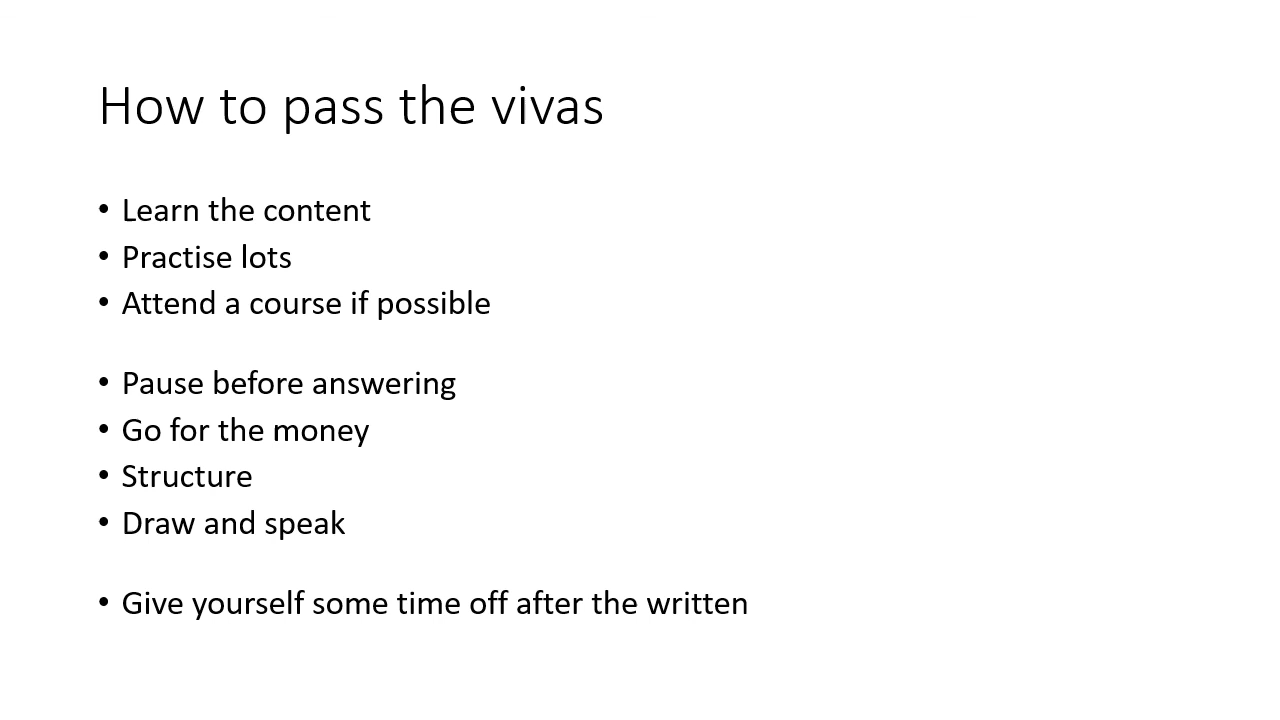 How to pass the vivas
• Learn the content
• Practise lots
• Attend a course if possible
• Pause before answering
• Go for the money
• Structure
• Draw and speak
• Give yourself some time off after the written